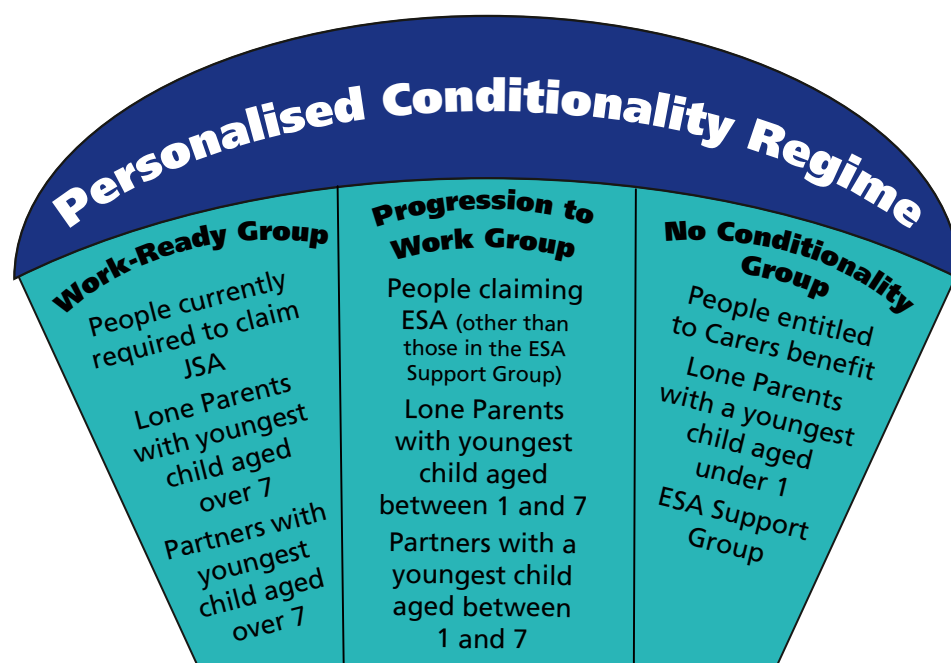 Personalised Conditionality Regime
Work-Ready Group
People currently
required to claim
JSA
Lone Parents
with youngest
child aged
over 7
Partners with
youngest
child aged
over 7
Progression to
Work Group
People claiming
ESA (other than
those in the ESA
Support Group)
Lone Parents
with youngest
child aged
between 1 and 7
Partners with a
youngest child
aged between
1 and 7
No Conditionality
Group
People entitled
to Carers benefit
Lone Parents
with a youngest
child aged
under 1
ESA Support
Group